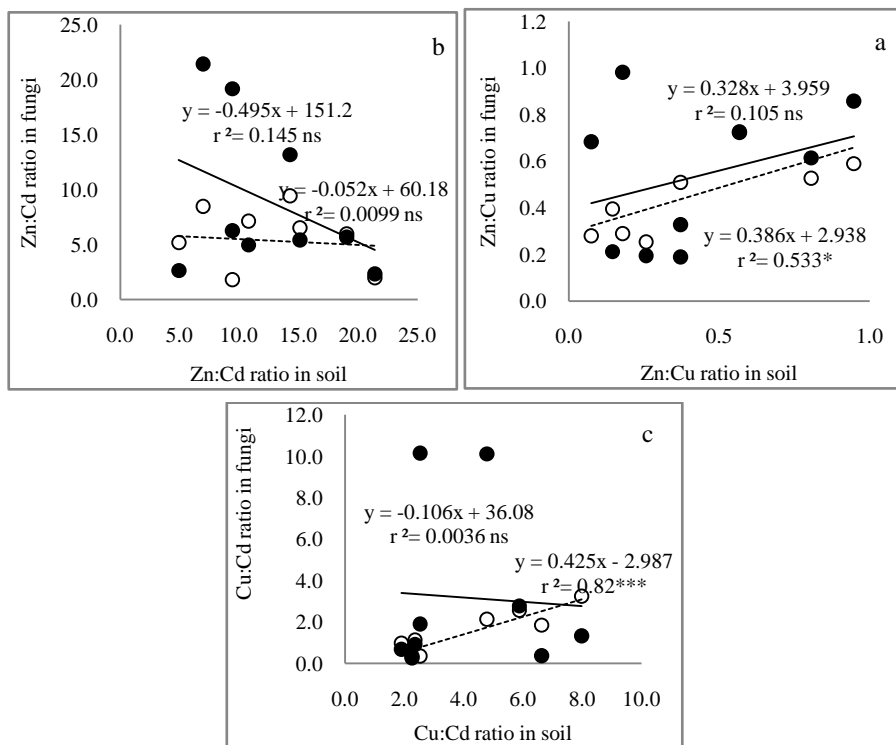 b
25.0
20.0
15.0
10.0
5.0
0.0
Zn:Cd ratio in fungi
y = -0.495x + 151.2
r ²= 0.145 ns
y = -0.052x + 60.18
r ²= 0.0099 ns
0.0 5.0 10.0 15.0 20.0 25.0
Zn:Cd ratio in soil
a
1.2
1.0
0.8
0.6
0.4
0.2
0.0
Zn:Cu ratio in fungi
y = 0.328x + 3.959
r ²= 0.105 ns
y = 0.386x + 2.938
r ²= 0.533*
0.0 0.5 1.0
Zn:Cu ratio in soil
c
12.0
10.0
8.0
6.0
4.0
2.0
0.0
Cu:Cd ratio in fungi
y = -0.106x + 36.08
r ²= 0.0036 ns
y = 0.425x - 2.987
r ²= 0.82***
0.0 2.0 4.0 6.0 8.0 10.0
Cu:Cd ratio in soil